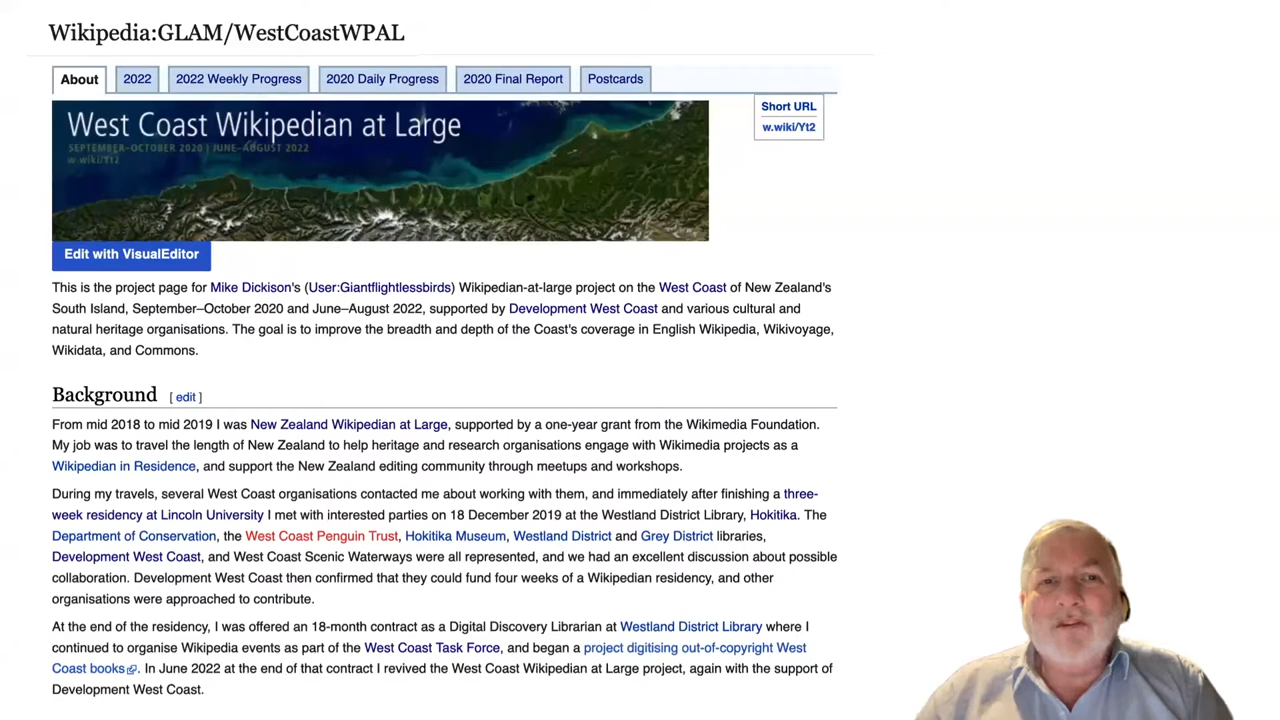 Wikipedia:GLAM/WestCoastWPAL
About
2022
2022 Weekly Progress
2020 Daily Progress
2020 Final Report
Postcards
West Coast Wikipedian at Large
SEPTEMBER–OCTOBER 2020 | JUNE–AUGUST 2022
w.wiki/Yt2
Short URL
w.wiki/Yt2
Edit with VisualEditor
This is the project page for Mike Dickison's (User:Giantflightlessbirds) Wikipedian-at-large project on the West Coast of New Zealand's
South Island, September–October 2020 and June–August 2022, supported by Development West Coast and various cultural and
natural heritage organisations. The goal is to improve the breadth and depth of the Coast's coverage in English Wikipedia, Wikivoyage,
Wikidata, and Commons.
Background [ edit ]
From mid 2018 to mid 2019 I was New Zealand Wikipedian at Large, supported by a one-year grant from the Wikimedia Foundation.
My job was to travel the length of New Zealand to help heritage and research organisations engage with Wikimedia projects as a
Wikipedian in Residence, and support the New Zealand editing community through meetups and workshops.
During my travels, several West Coast organisations contacted me about working with them, and immediately after finishing a three-
week residency at Lincoln University I met with interested parties on 18 December 2019 at the Westland District Library, Hokitika. The
Department of Conservation, the West Coast Penguin Trust, Hokitika Museum, Westland District and Grey District libraries,
Development West Coast, and West Coast Scenic Waterways were all represented, and we had an excellent discussion about possible
collaboration. Development West Coast then confirmed that they could fund four weeks of a Wikipedian residency, and other
organisations were approached to contribute.
At the end of the residency, I was offered an 18-month contract as a Digital Discovery Librarian at Westland District Library where I
continued to organise Wikipedia events as part of the West Coast Task Force, and began a project digitising out-of-copyright West
Coast books. In June 2022 at the end of that contract I revived the West Coast Wikipedian at Large project, again with the support of
Development West Coast.